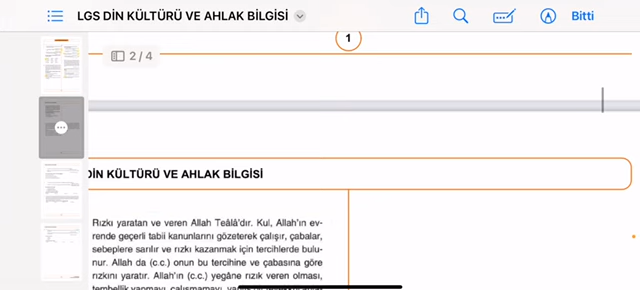 LGS DİN KÜLTÜRÜ VE AHLAK BİLGİSİ
Bitti
2 / 4
1
DİN KÜLTÜRÜ VE AHLAK BİLGİSİ
Rızkı yaratan ve veren Allah Teâlâ'dır. Kul, Allah'ın ev-
rende geçerli tabii kanunlarını gözeterek çalışır, çabalar,
sebeplere sarılır ve rızkı kazanmak için tercihlerde bulu-
nur. Allah da (c.c.) onun bu tercihine ve çabasına göre
rızkını yaratır. Allah'ın (c.c.) yegâne rızık veren olması,
tembellik yapmayı, çalışmamayı,